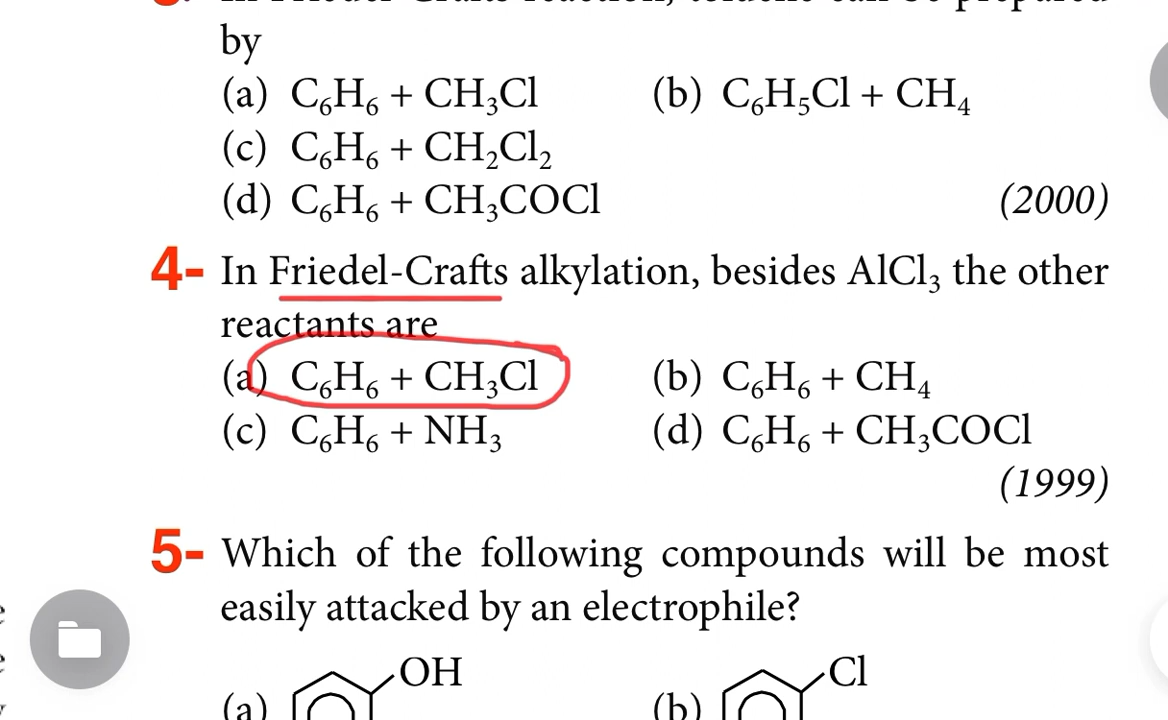 by
(a) C₆H₆ + CH₃Cl (b) C₆H₅Cl + CH₄
(c) C₆H₆ + CH₂Cl₂
(d) C₆H₆ + CH₃COCl (2000)
4- In Friedel-Crafts alkylation, besides AlCl₃ the other
reactants are
(a) C₆H₆ + CH₃Cl (b) C₆H₆ + CH₄
(c) C₆H₆ + NH₃ (d) C₆H₆ + CH₃COCl
(1999)
5- Which of the following compounds will be most
easily attacked by an electrophile?
OH Cl
(a) (b)